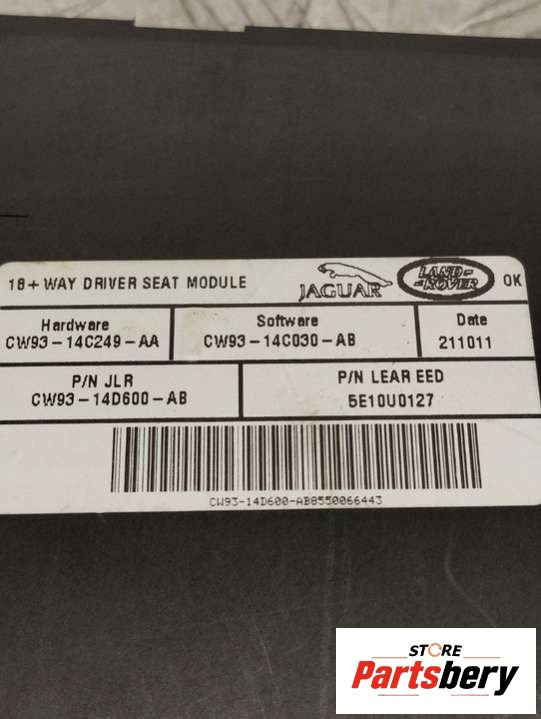 18+ WAY DRIVER SEAT MODULE JAGUAR LAND ROVER OK
Hardware Software Date
CW93-14C249-AA CW93-14C030-AB 211011
P/N JLR P/N LEAR EED
CW93-14D600-AB 5E10U0127
CW93-14D600-AB8550066443
STORE
Partsbery